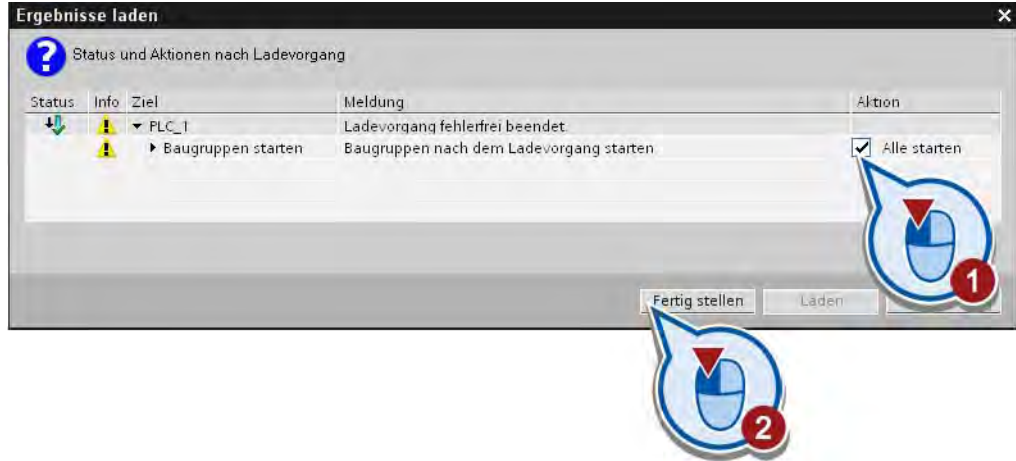 Ergebnisse laden
Status und Aktionen nach Ladevorgang
Status Info Ziel Meldung Aktion
PLC_1 Ladevorgang fehlerfrei beendet.
Baugruppen starten Baugruppen nach dem Ladevorgang starten Alle starten
1
Fertig stellen Laden
2